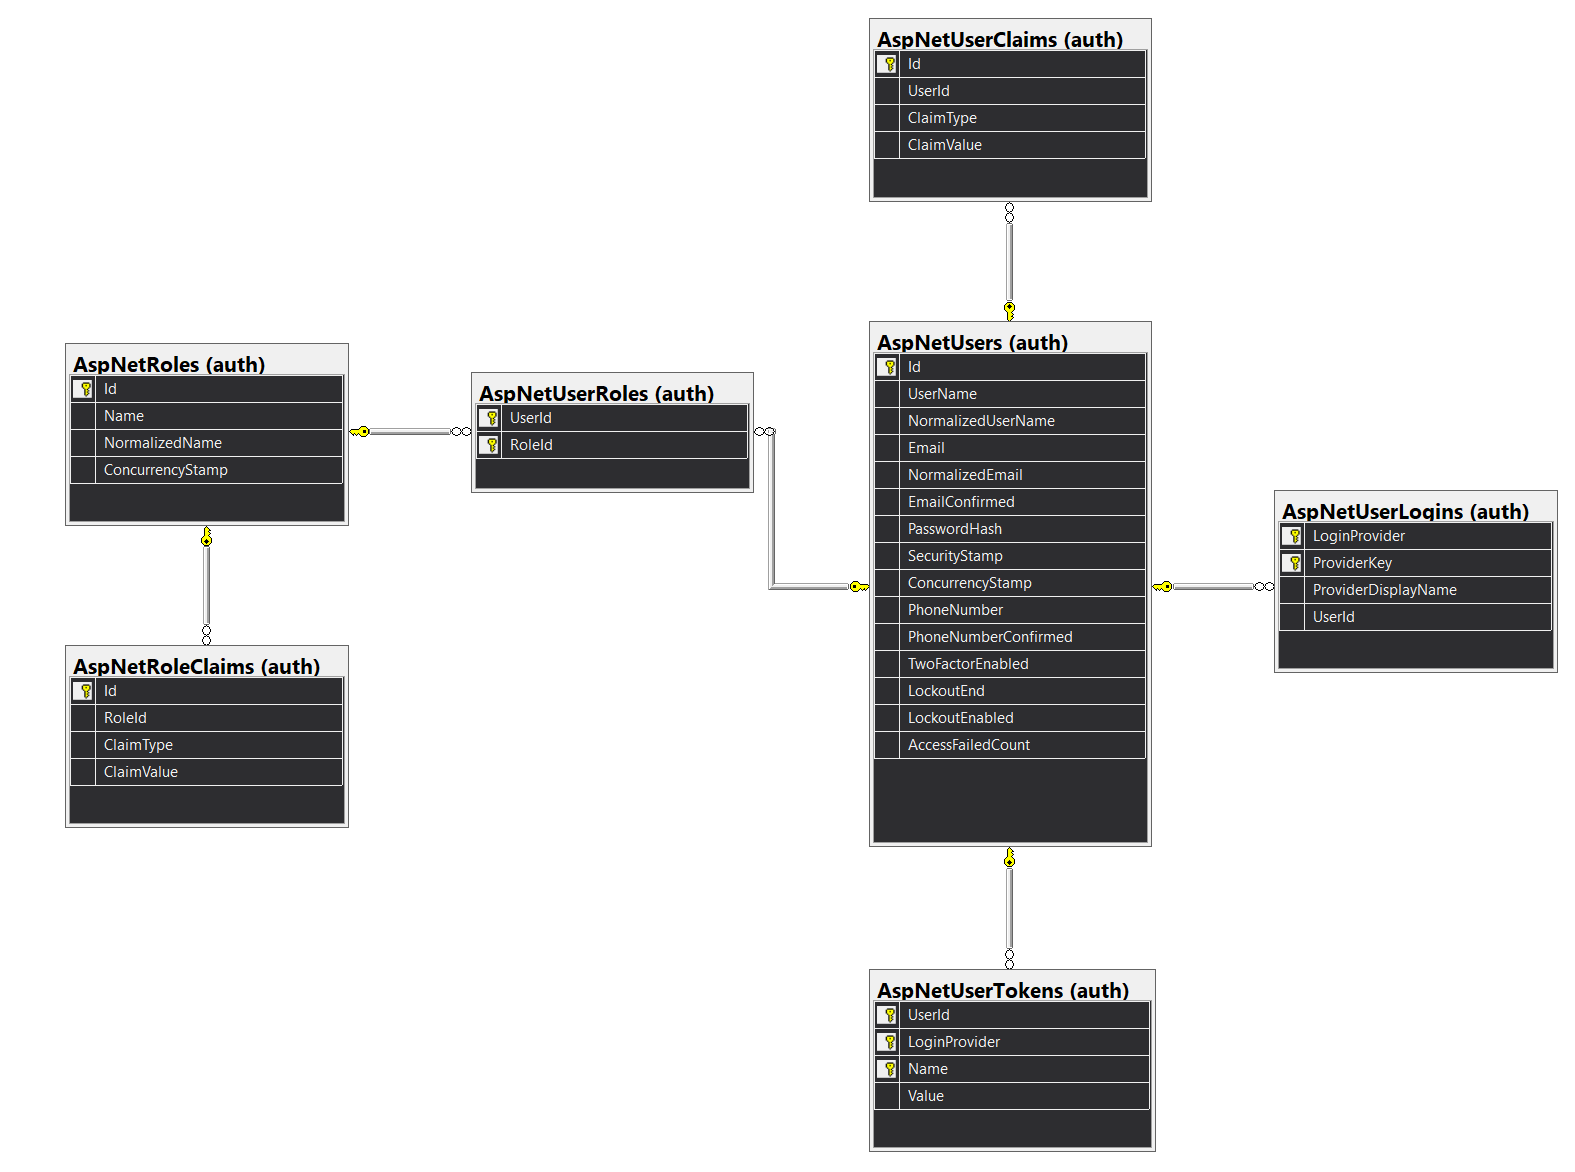 AspNetUserClaims (auth)
Id
UserId
ClaimType
ClaimValue
AspNetRoles (auth)
Id
Name
NormalizedName
ConcurrencyStamp
AspNetUserRoles (auth)
UserId
RoleId
AspNetUsers (auth)
Id
UserName
NormalizedUserName
Email
NormalizedEmail
EmailConfirmed
PasswordHash
SecurityStamp
ConcurrencyStamp
PhoneNumber
PhoneNumberConfirmed
TwoFactorEnabled
LockoutEnd
LockoutEnabled
AccessFailedCount
AspNetUserLogins (auth)
LoginProvider
ProviderKey
ProviderDisplayName
UserId
AspNetRoleClaims (auth)
Id
RoleId
ClaimType
ClaimValue
AspNetUserTokens (auth)
UserId
LoginProvider
Name
Value